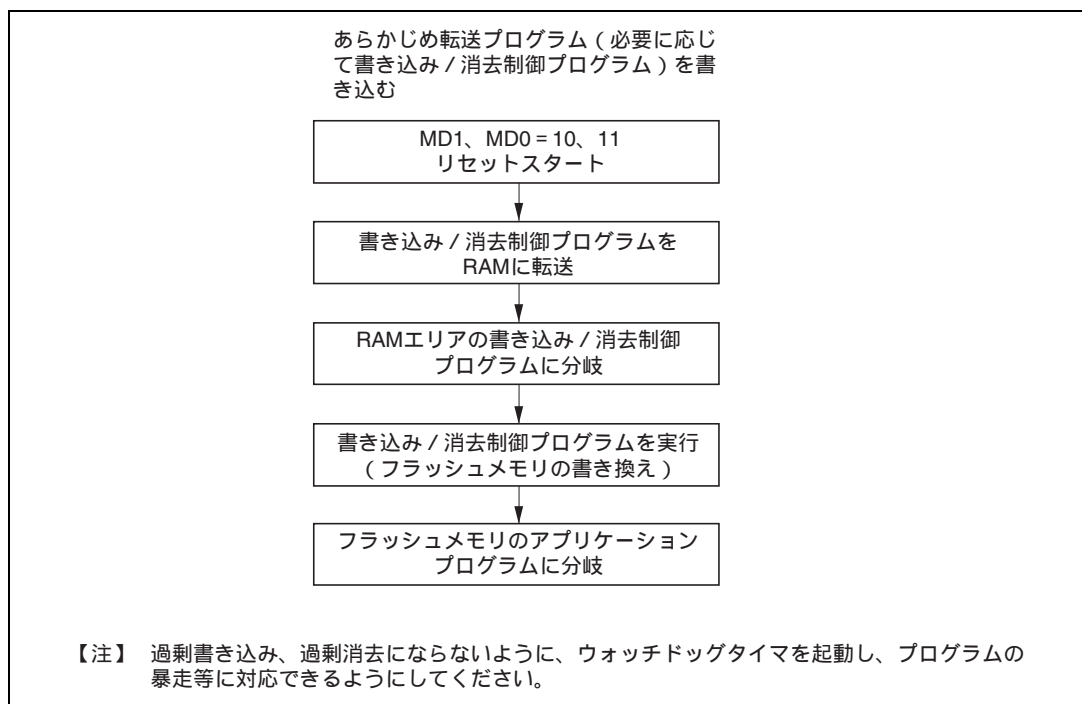 あらかじめ転送プログラム(必要に応じ
て書き込み/消去制御プログラム)を書
き込む
MD1、MD0 = 10、11
リセットスタート
書き込み/消去制御プログラムを
RAMに転送
RAMエリアの書き込み/消去制御
プログラムに分岐
書き込み/消去制御プログラムを実行
(フラッシュメモリの書き換え)
フラッシュメモリのアプリケーション
プログラムに分岐
【注】 過剰書き込み、過剰消去にならないように、ウォッチドッグタイマを起動し、プログラムの
暴走等に対応できるようにしてください。